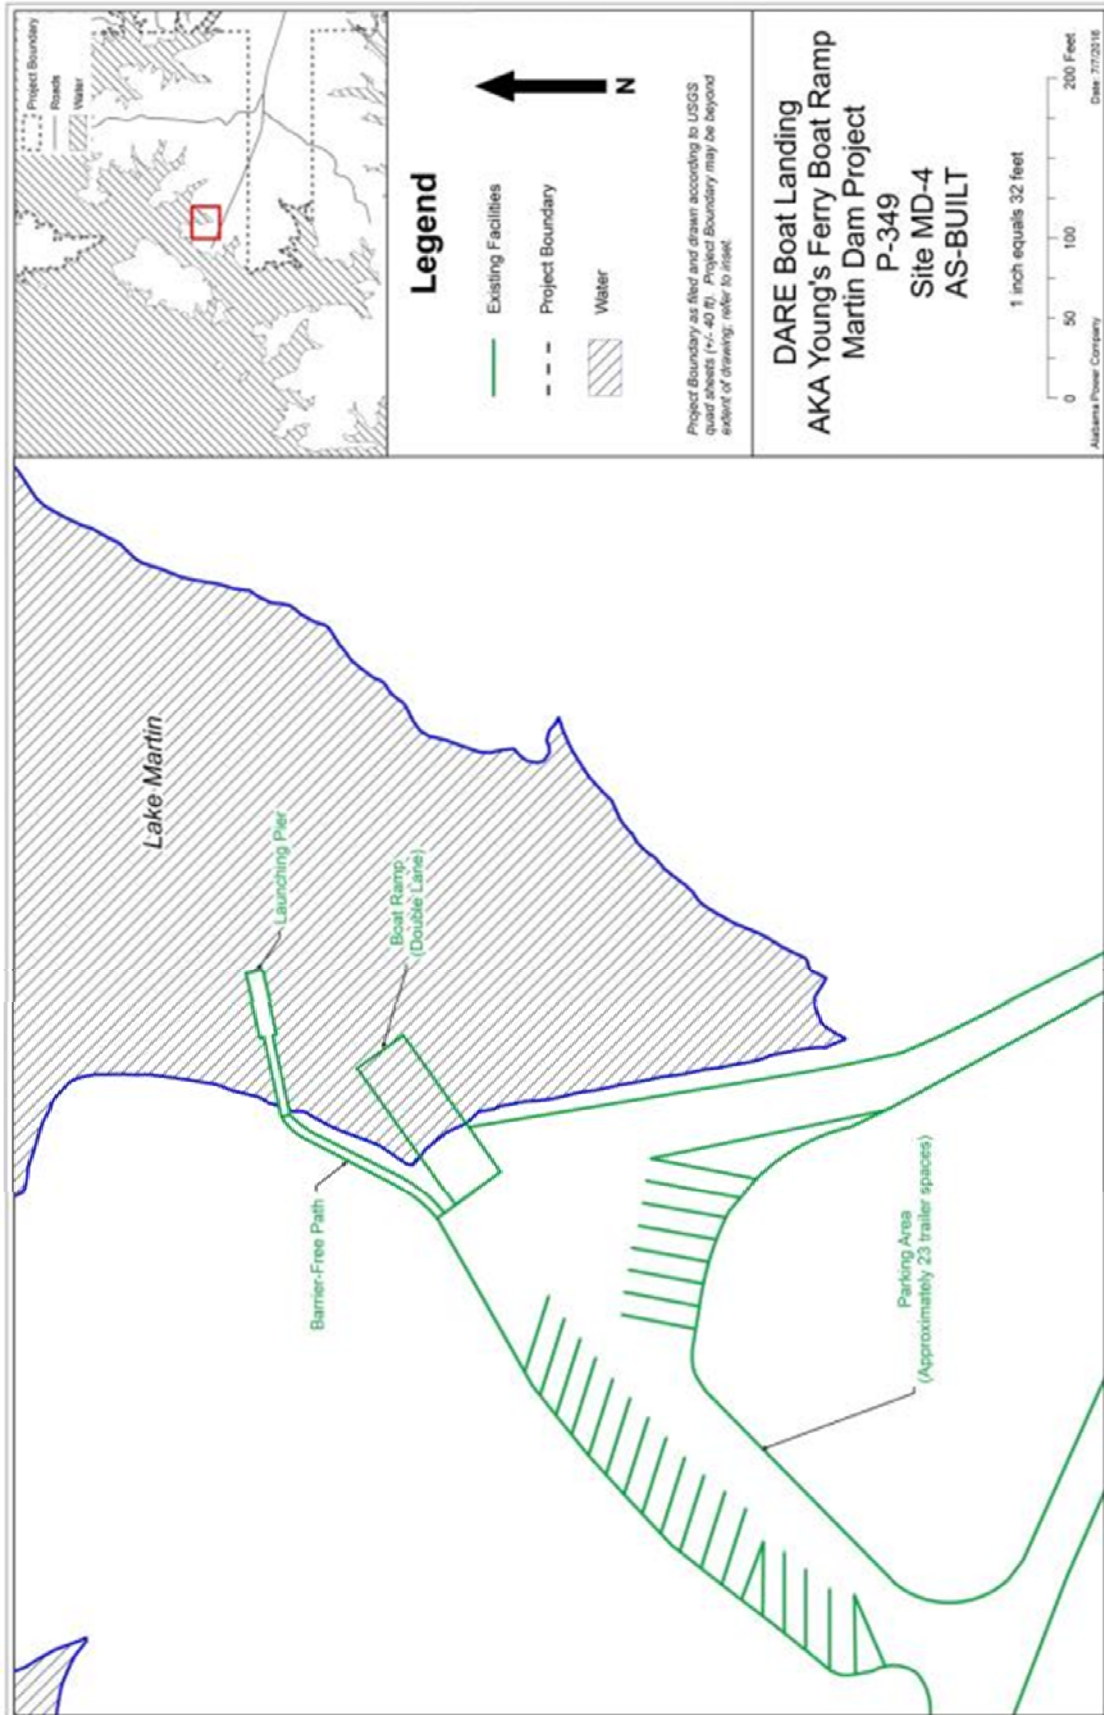 Lake Martin
Launching Pier
Boat Ramp
(Double Lane)
Barrier-Free Path
Parking Area
(Approximately 23 trailer spaces)
Project Boundary
Roads
Water
N
Legend
Existing Facilities
Project Boundary
Water
Project Boundary as filed and drawn according to USGS
quad sheets (+/- 40 ft). Project Boundary may be beyond
extent of drawing; refer to inset.
DARE Boat Landing
AKA Young's Ferry Boat Ramp
Martin Dam Project
P-349
Site MD-4
AS-BUILT
1 inch equals 32 feet
0 50 100 200 Feet
Alabama Power Company Date: 7/7/2016